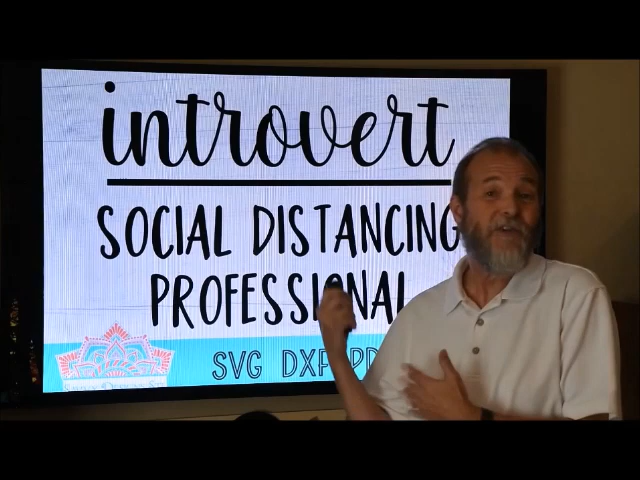 introvert
SOCIAL DISTANCING
PROFESSIONAL
SVG DXF